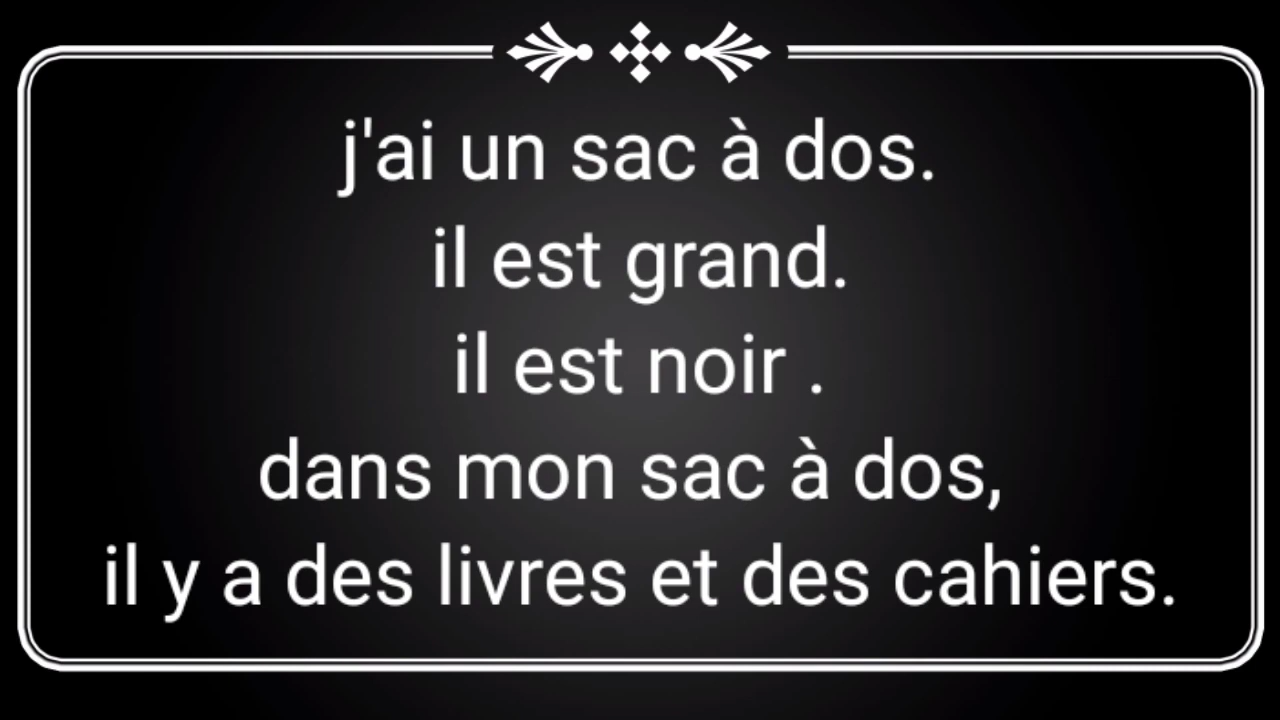 j'ai un sac à dos.
il est grand.
il est noir .
dans mon sac à dos,
il y a des livres et des cahiers.